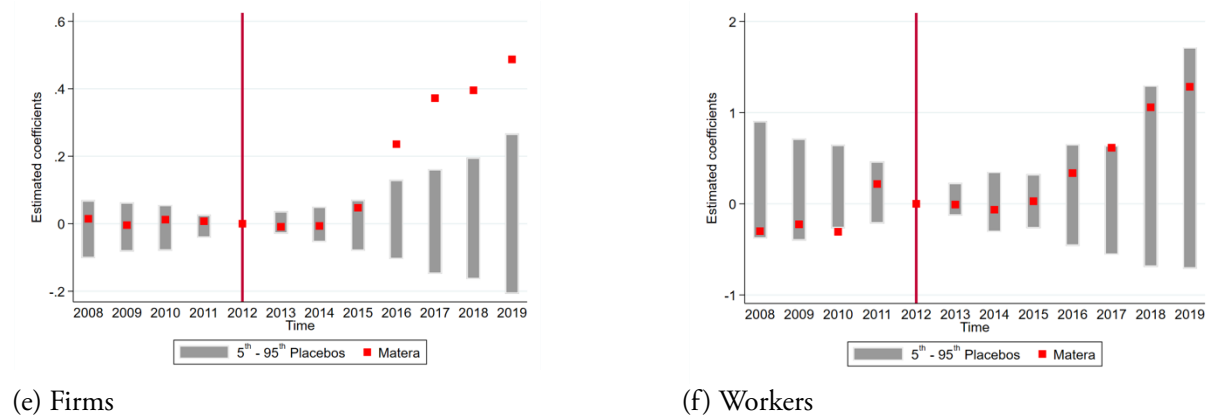 .6
.4
.2
0
-.2
Estimated coefficients
2008 2009 2010 2011 2012 2013 2014 2015 2016 2017 2018 2019
Time
5th - 95th Placebos Matera
(e) Firms
2
1
0
-1
Estimated coefficients
2008 2009 2010 2011 2012 2013 2014 2015 2016 2017 2018 2019
Time
5th - 95th Placebos Matera
(f) Workers